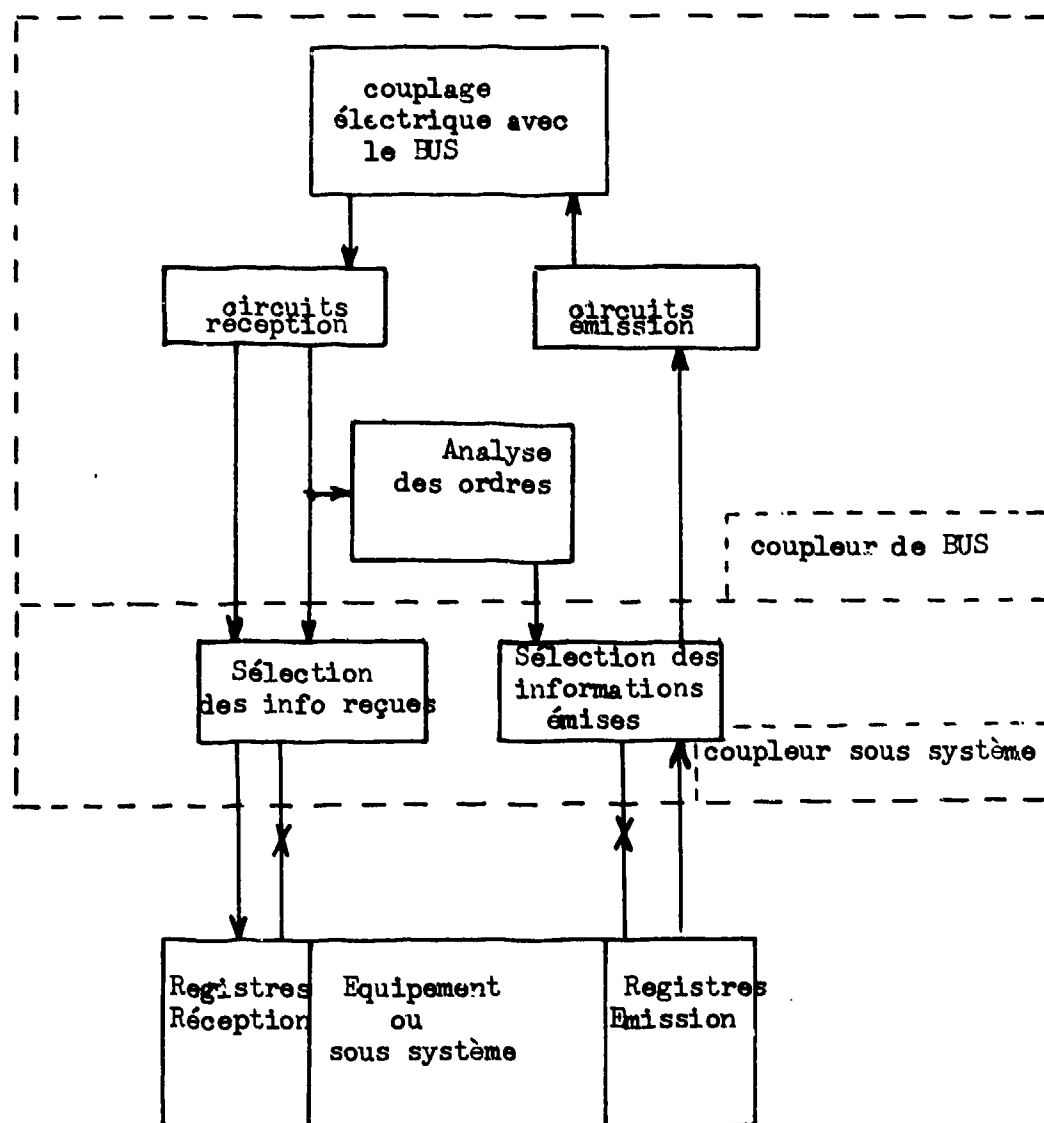 couplage
électrique avec
le BUS
circuits
réception
circuits
émission
Analyse
des ordres
coupleur de BUS
Sélection
des info reçues
Sélection des
informations
émises
coupleur sous système
Registres
Réception
Equipement
ou
sous système
Registres
Emission